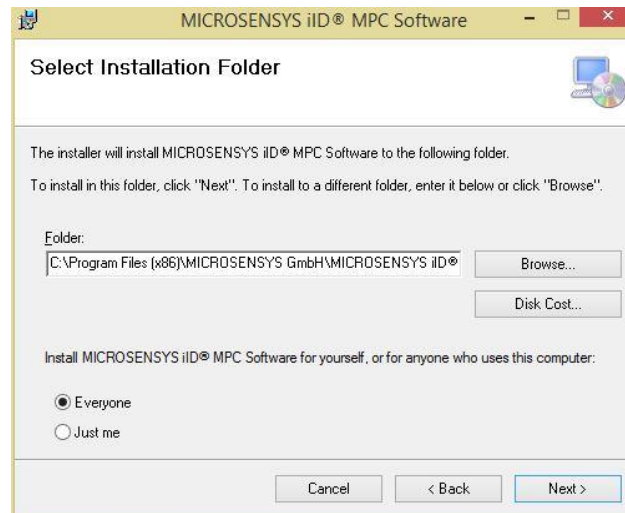 MICROSENSYS iID® MPC Software
Select Installation Folder
The installer will install MICROSENSYS iID® MPC Software to the following folder.
To install in this folder, click "Next". To install to a different folder, enter it below or click "Browse".
Folder:
C:\Program Files (x86)\MICROSENSYS GmbH\MICROSENSYS iID®
Browse...
Disk Cost...
Install MICROSENSYS iID® MPC Software for yourself, or for anyone who uses this computer:
Everyone
Just me
Cancel
< Back
Next >